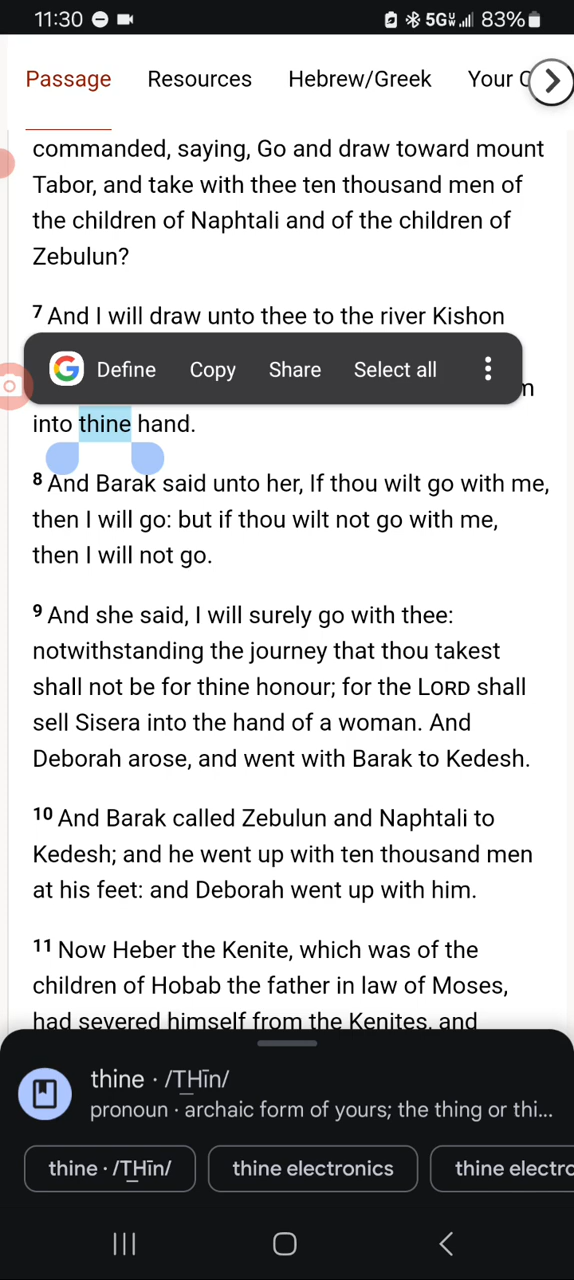 11:30 5G 83%
Passage Resources Hebrew/Greek Your
commanded, saying, Go and draw toward mount
Tabor, and take with thee ten thousand men of
the children of Naphtali and of the children of
Zebulun?
7 And I will draw unto thee to the river Kishon
Define Copy Share Select all
into thine hand.
8 And Barak said unto her, If thou wilt go with me,
then I will go: but if thou wilt not go with me,
then I will not go.
9 And she said, I will surely go with thee:
notwithstanding the journey that thou takest
shall not be for thine honour; for the LORD shall
sell Sisera into the hand of a woman. And
Deborah arose, and went with Barak to Kedesh.
10 And Barak called Zebulun and Naphtali to
Kedesh; and he went up with ten thousand men
at his feet: and Deborah went up with him.
11 Now Heber the Kenite, which was of the
children of Hobab the father in law of Moses,
had severed himself from the Kenites, and
thine · /T͟Hīn/
pronoun · archaic form of yours; the thing or thi...
thine · /T͟Hīn/ thine electronics thine electro